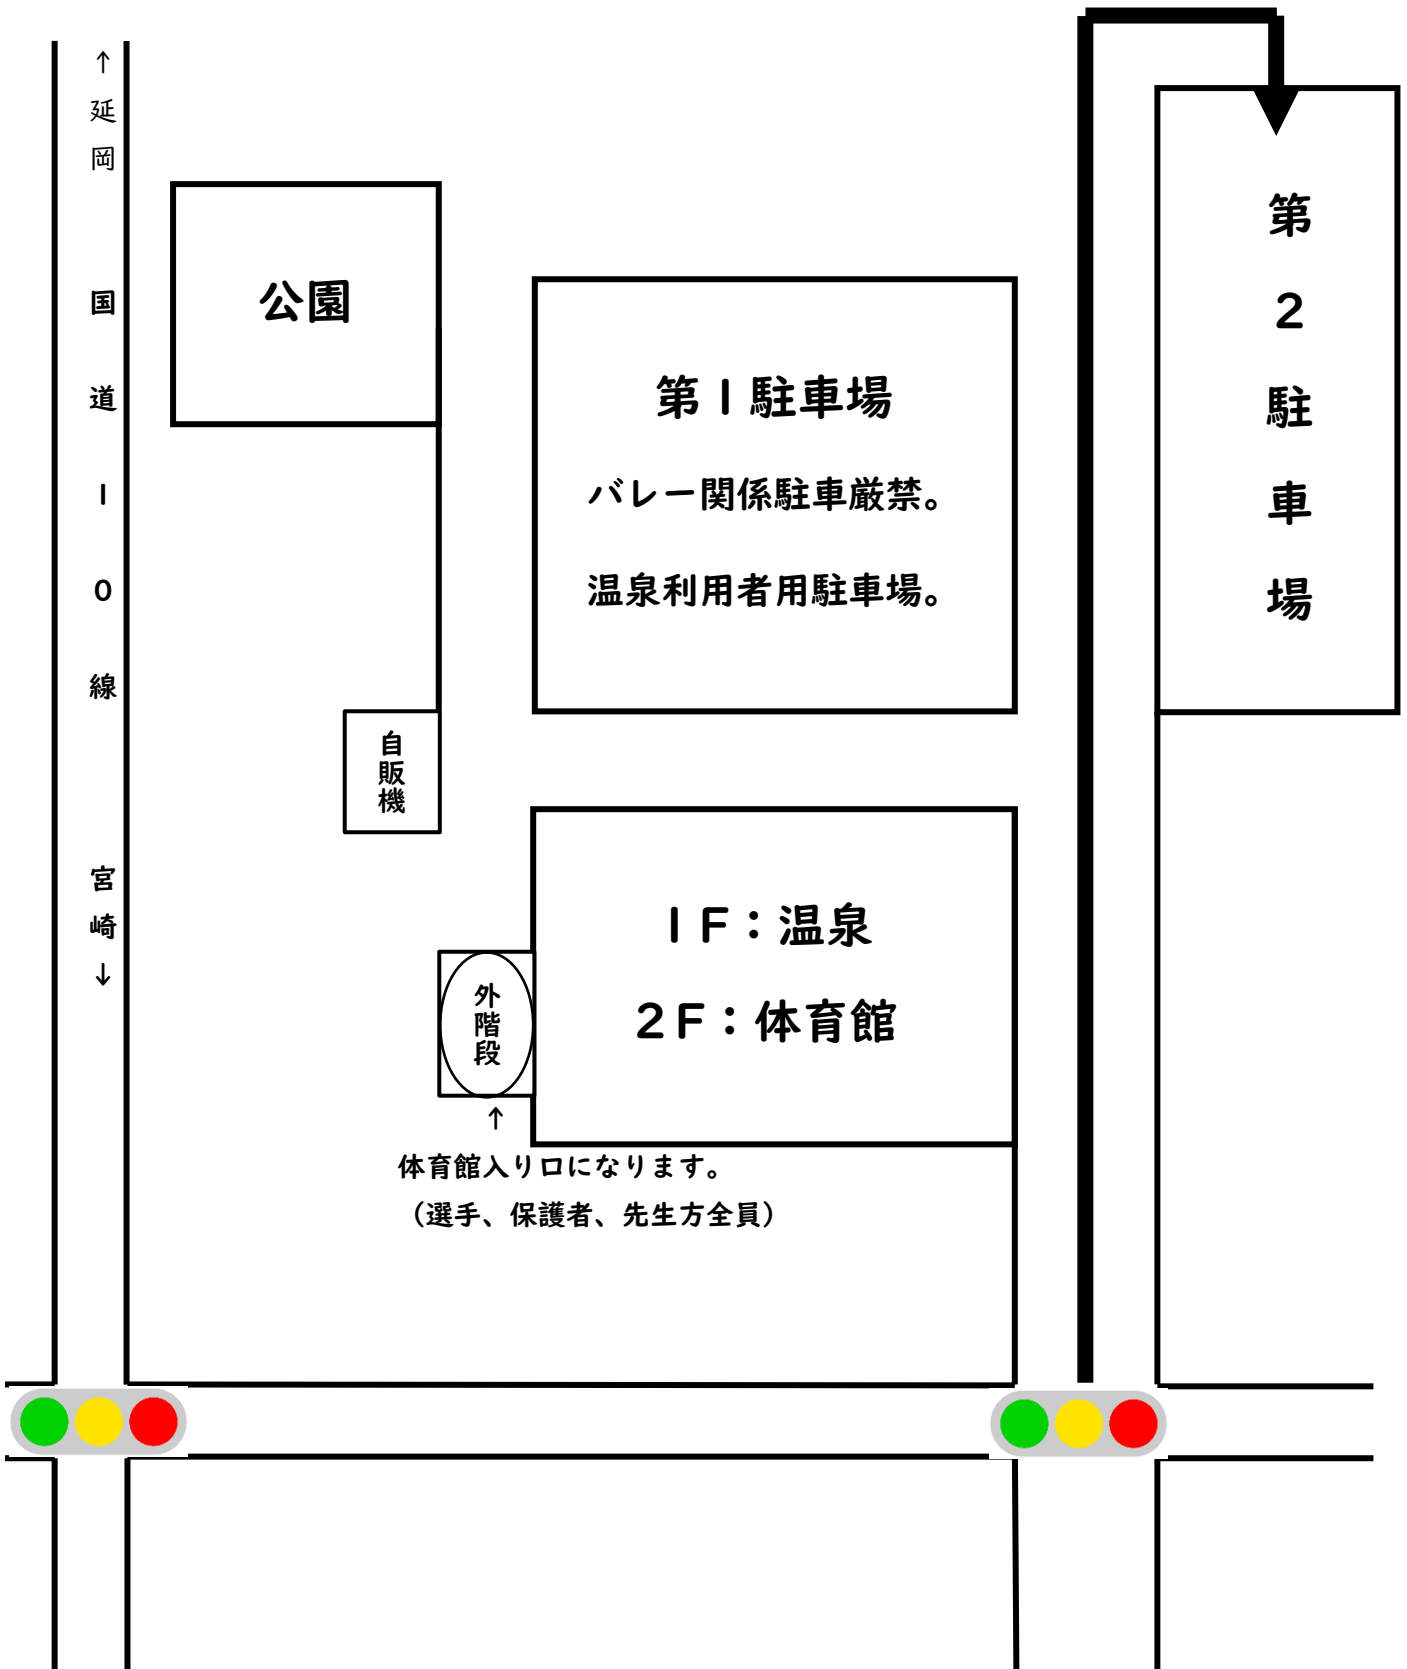 ↑延岡
国道１０線
宮崎↓
公園
第１駐車場
バレー関係駐車厳禁。
温泉利用者用駐車場。
第２駐車場
自販機
１Ｆ：温泉
２Ｆ：体育館
外階段
↑
体育館入り口になります。
（選手、保護者、先生方全員）